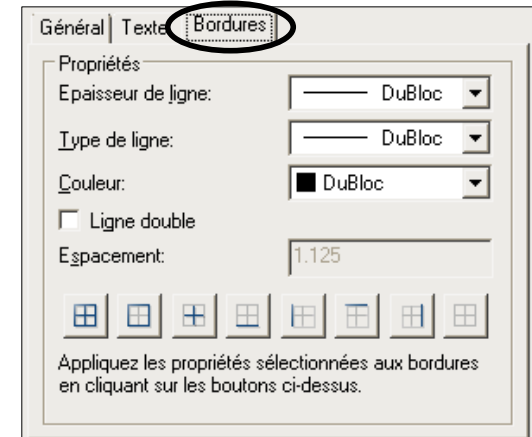 Général Texte Bordures
Propriétés
Epaisseur de ligne: DuBloc
Type de ligne: DuBloc
Couleur: DuBloc
Ligne double
Espacement: 1.125
Appliquez les propriétés sélectionnées aux bordures
en cliquant sur les boutons ci-dessus.